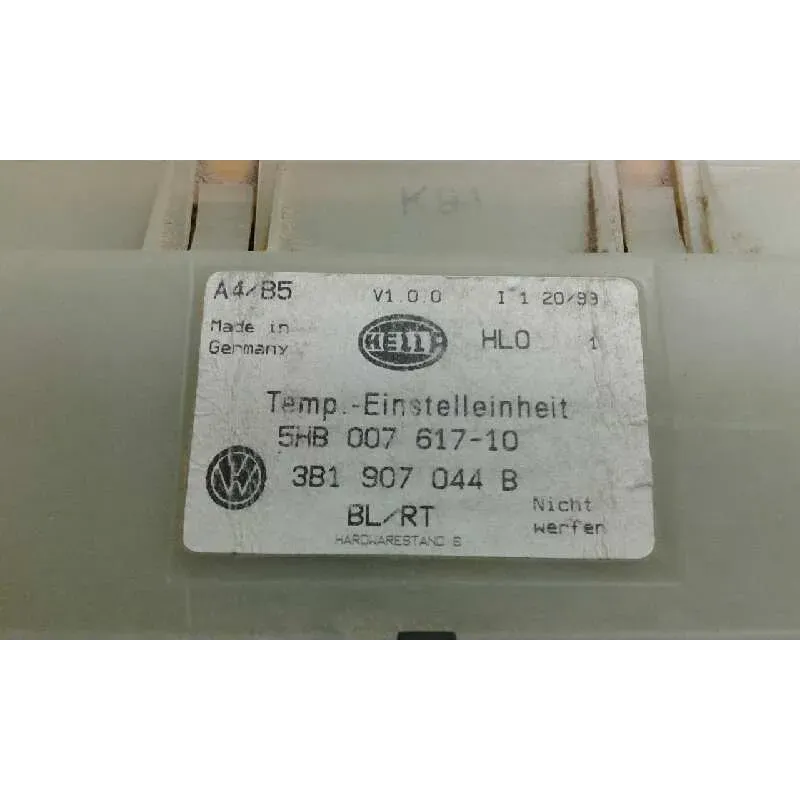 A4/B5 V1.0.0 I 1 20/99
Made in
Germany
HELLA
HLO 1
Temp.-Einstelleinheit
5HB 007 617-10
3B1 907 044 B
BL/RT
Nicht
werfen
HARDWARESTAND 6